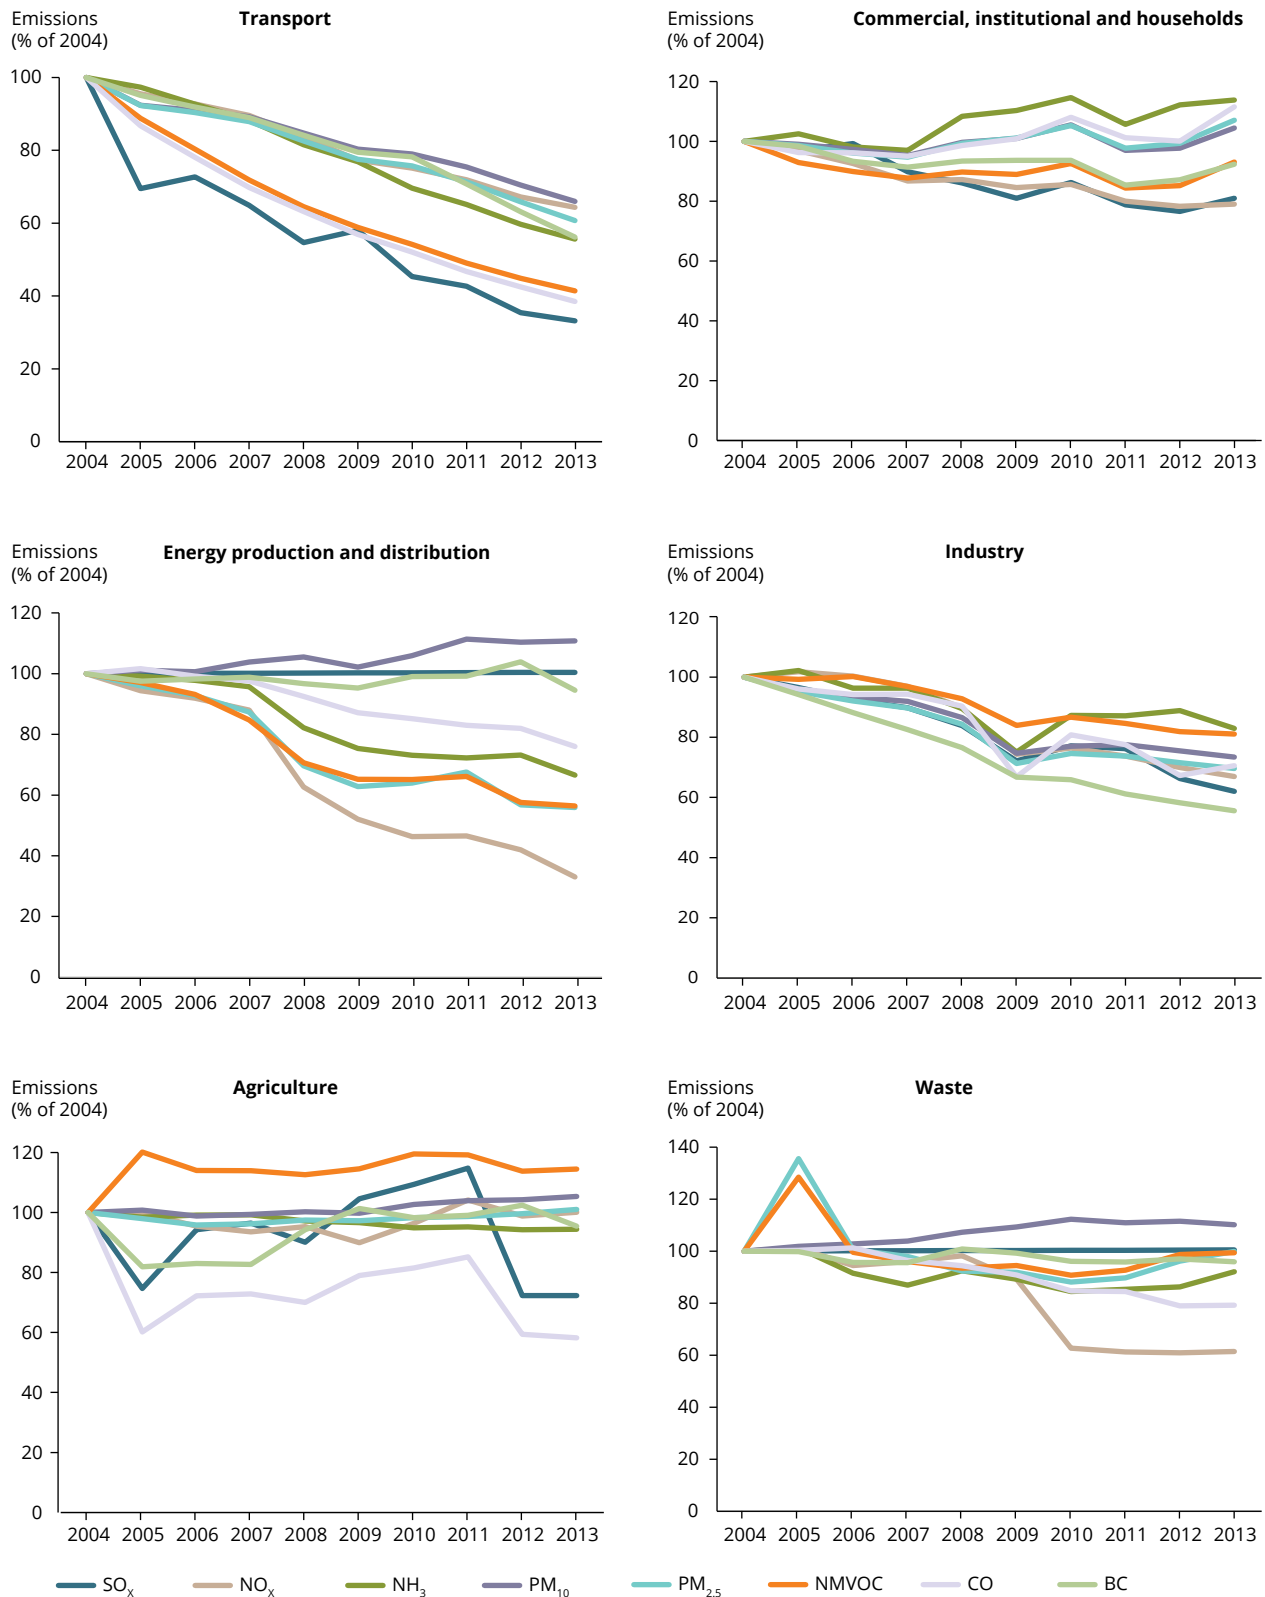 Emissions
(% of 2004)
Transport
100
80
60
40
20
0
2004 2005 2006 2007 2008 2009 2010 2011 2012 2013
Emissions
(% of 2004)
Commercial, institutional and households
120
100
80
60
40
20
0
2004 2005 2006 2007 2008 2009 2010 2011 2012 2013
Emissions
(% of 2004)
Energy production and distribution
120
100
80
60
40
20
0
2004 2005 2006 2007 2008 2009 2010 2011 2012 2013
Emissions
(% of 2004)
Industry
120
100
80
60
40
20
0
2004 2005 2006 2007 2008 2009 2010 2011 2012 2013
Emissions
(% of 2004)
Agriculture
120
100
80
60
40
20
0
2004 2005 2006 2007 2008 2009 2010 2011 2012 2013
Emissions
(% of 2004)
Waste
140
120
100
80
60
40
20
0
2004 2005 2006 2007 2008 2009 2010 2011 2012 2013
SOX NOX NH3 PM10 PM2.5 NMVOC CO BC